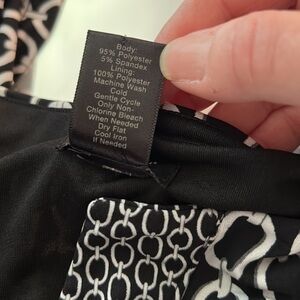 Body:
95% Polyester
5% Spandex
Lining:
100% Polyester
Machine Wash
Cold
Gentle Cycle
Only Non-
Chlorine Bleach
When Needed
Dry Flat
Cool Iron
If Needed